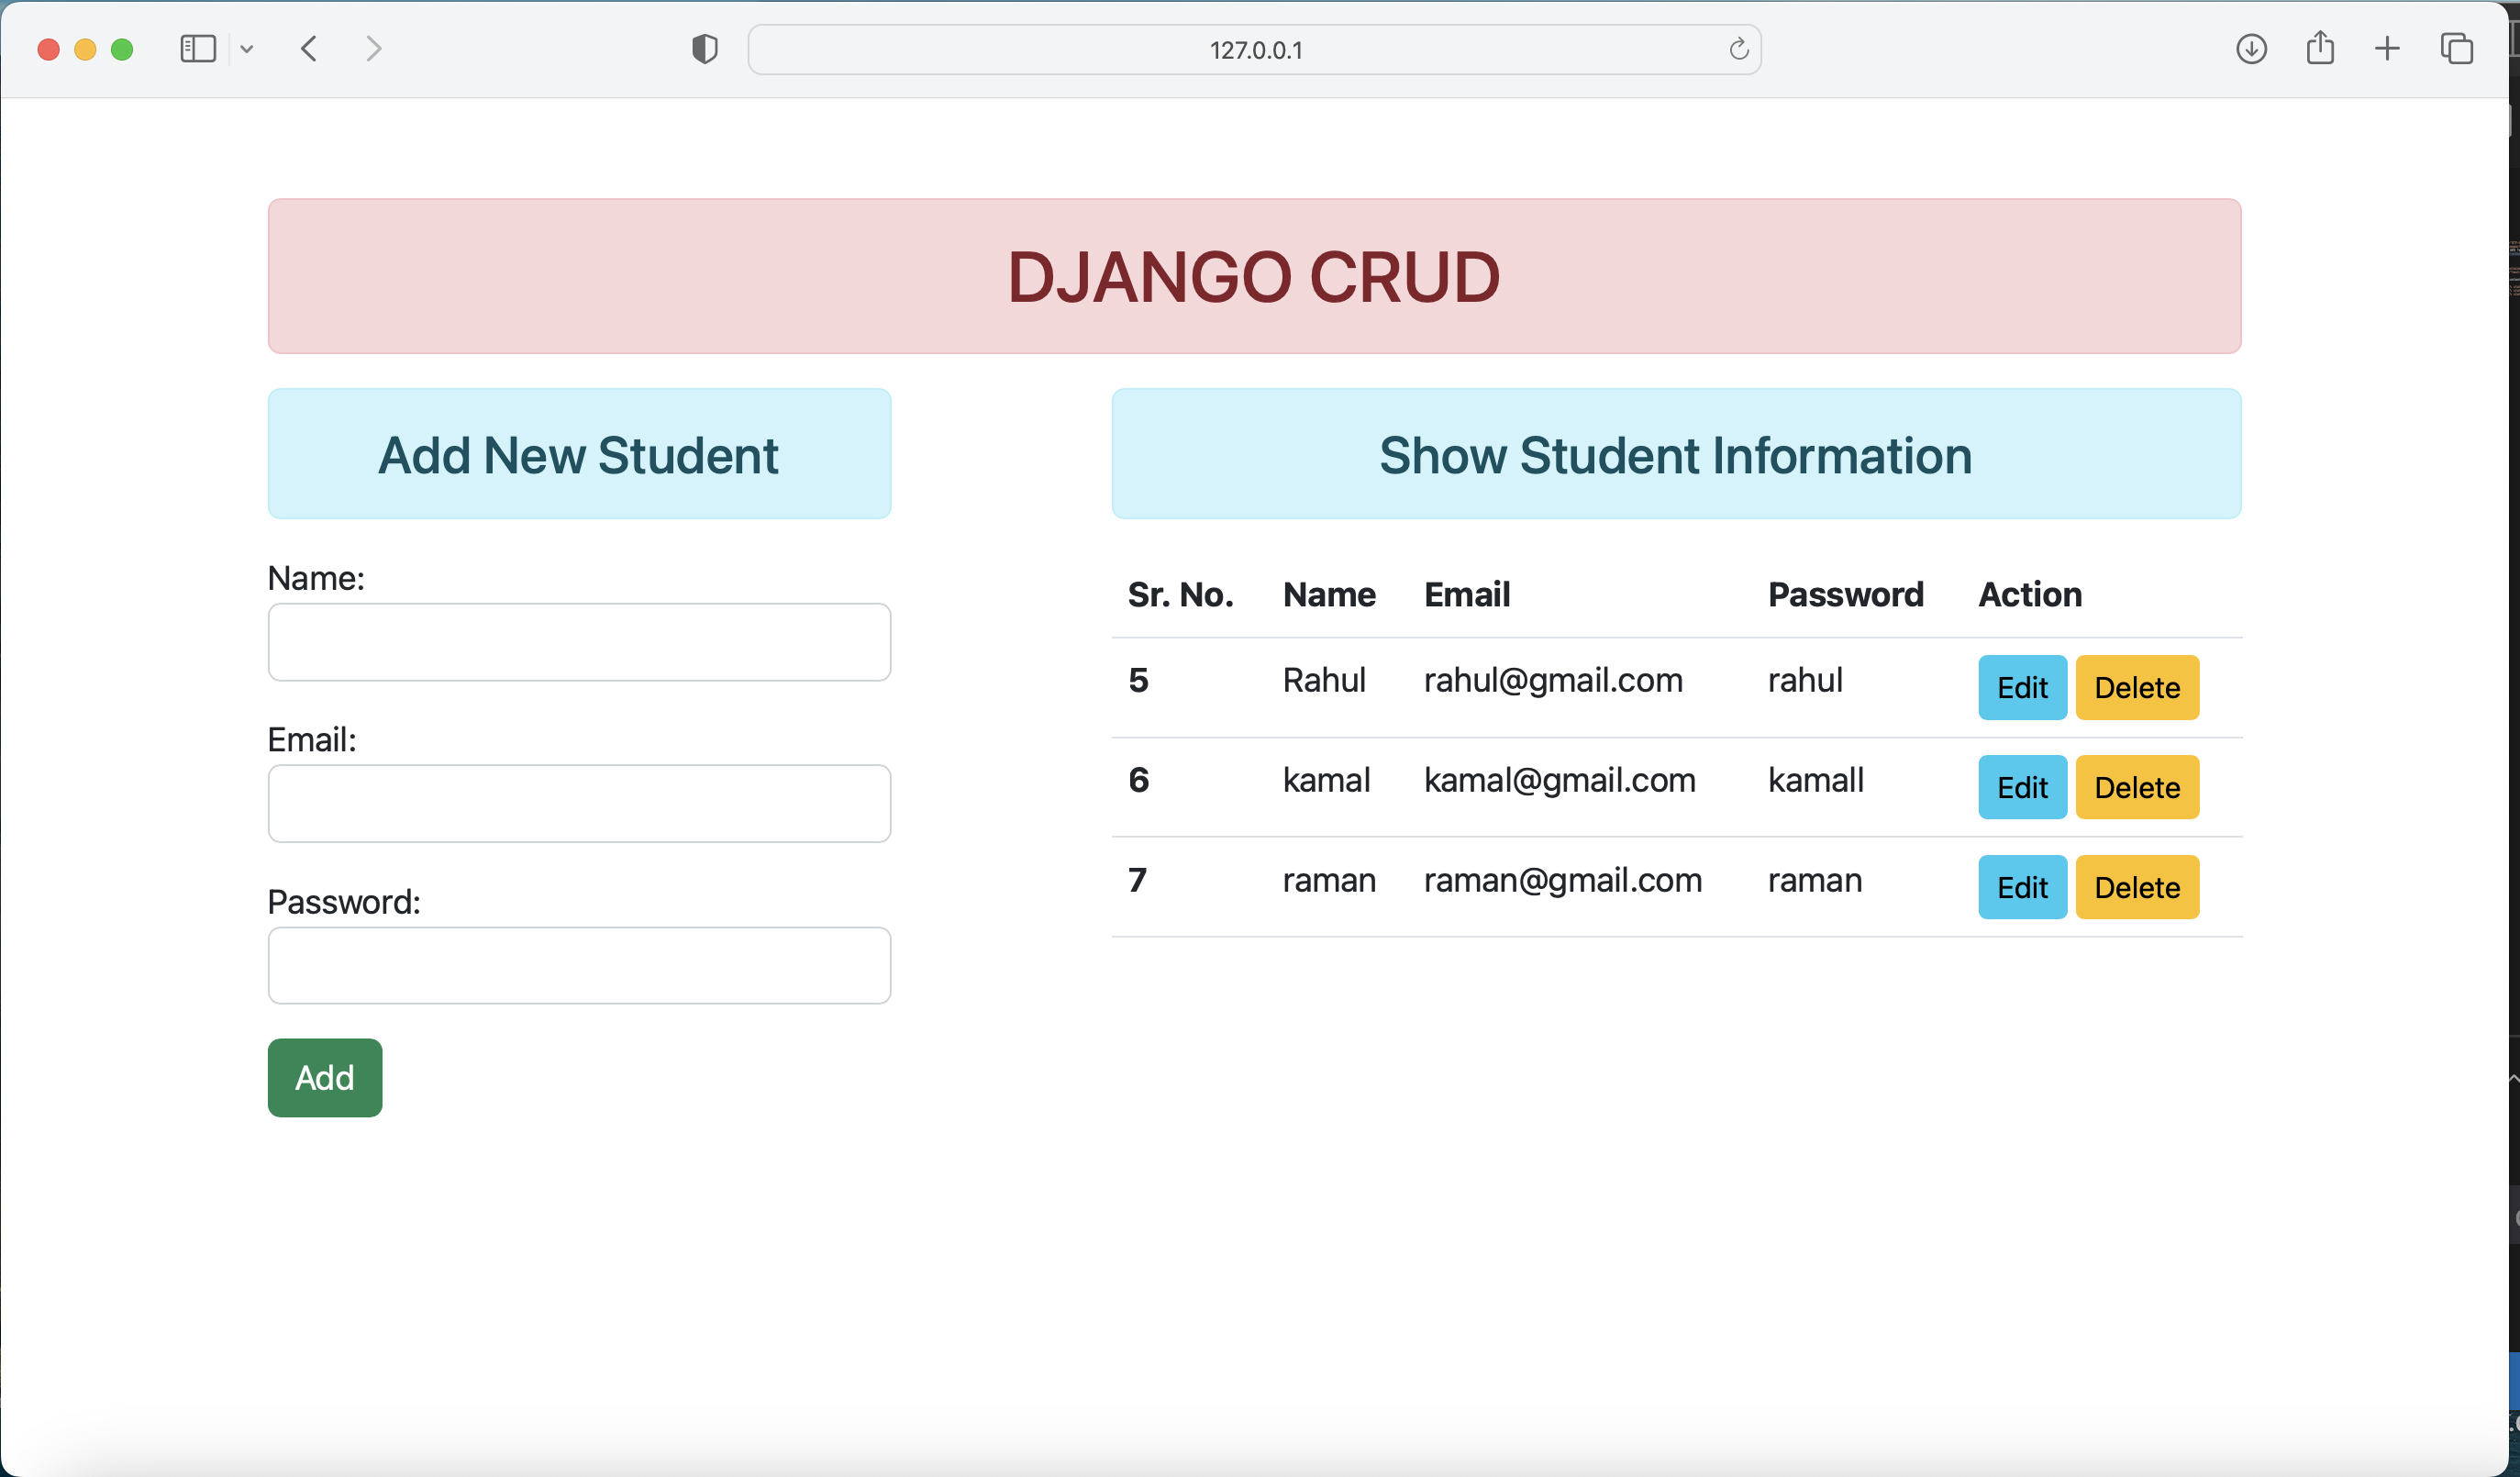 127.0.0.1
DJANGO CRUD
Add New Student
Name:
Email:
Password:
Add
Show Student Information
Sr. No. Name Email Password Action
5 Rahul rahul@gmail.com rahul Edit Delete
6 kamal kamal@gmail.com kamall Edit Delete
7 raman raman@gmail.com raman Edit Delete